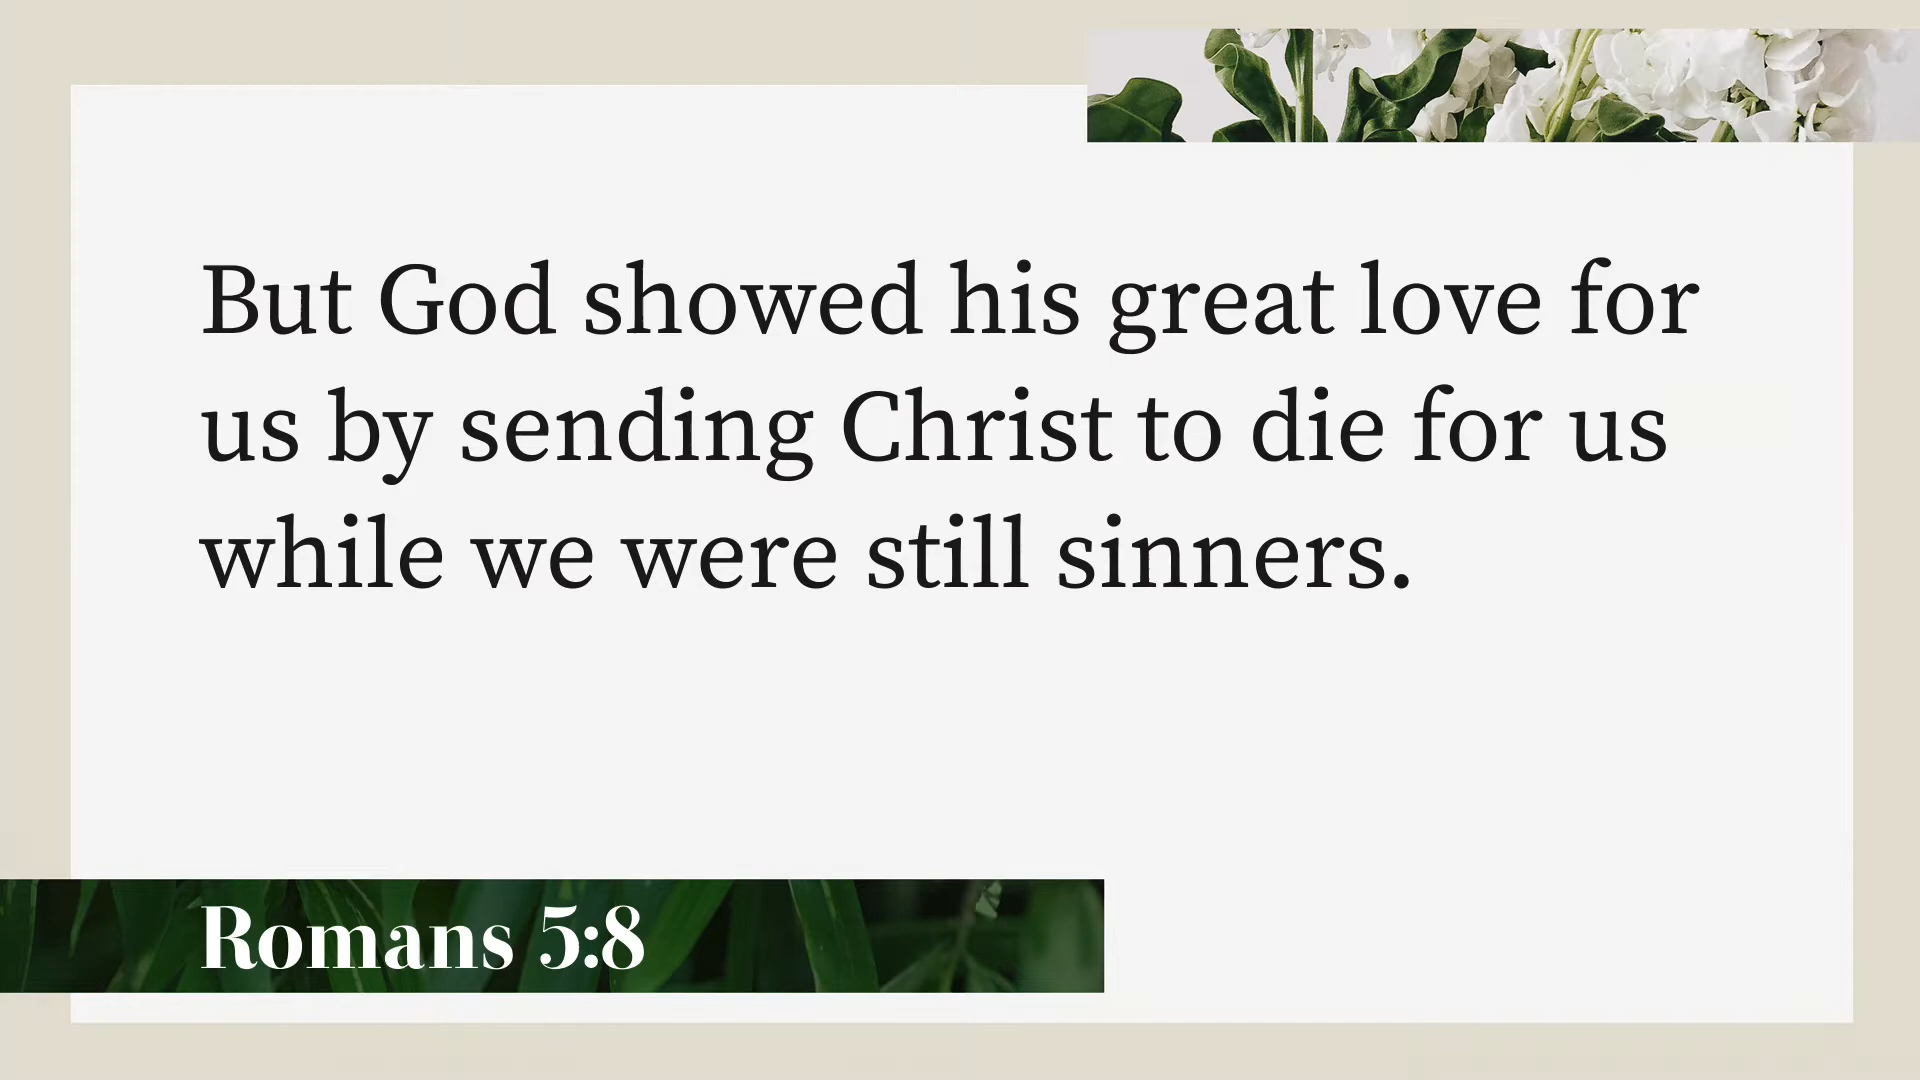 But God showed his great love for
us by sending Christ to die for us
while we were still sinners.
Romans 5:8